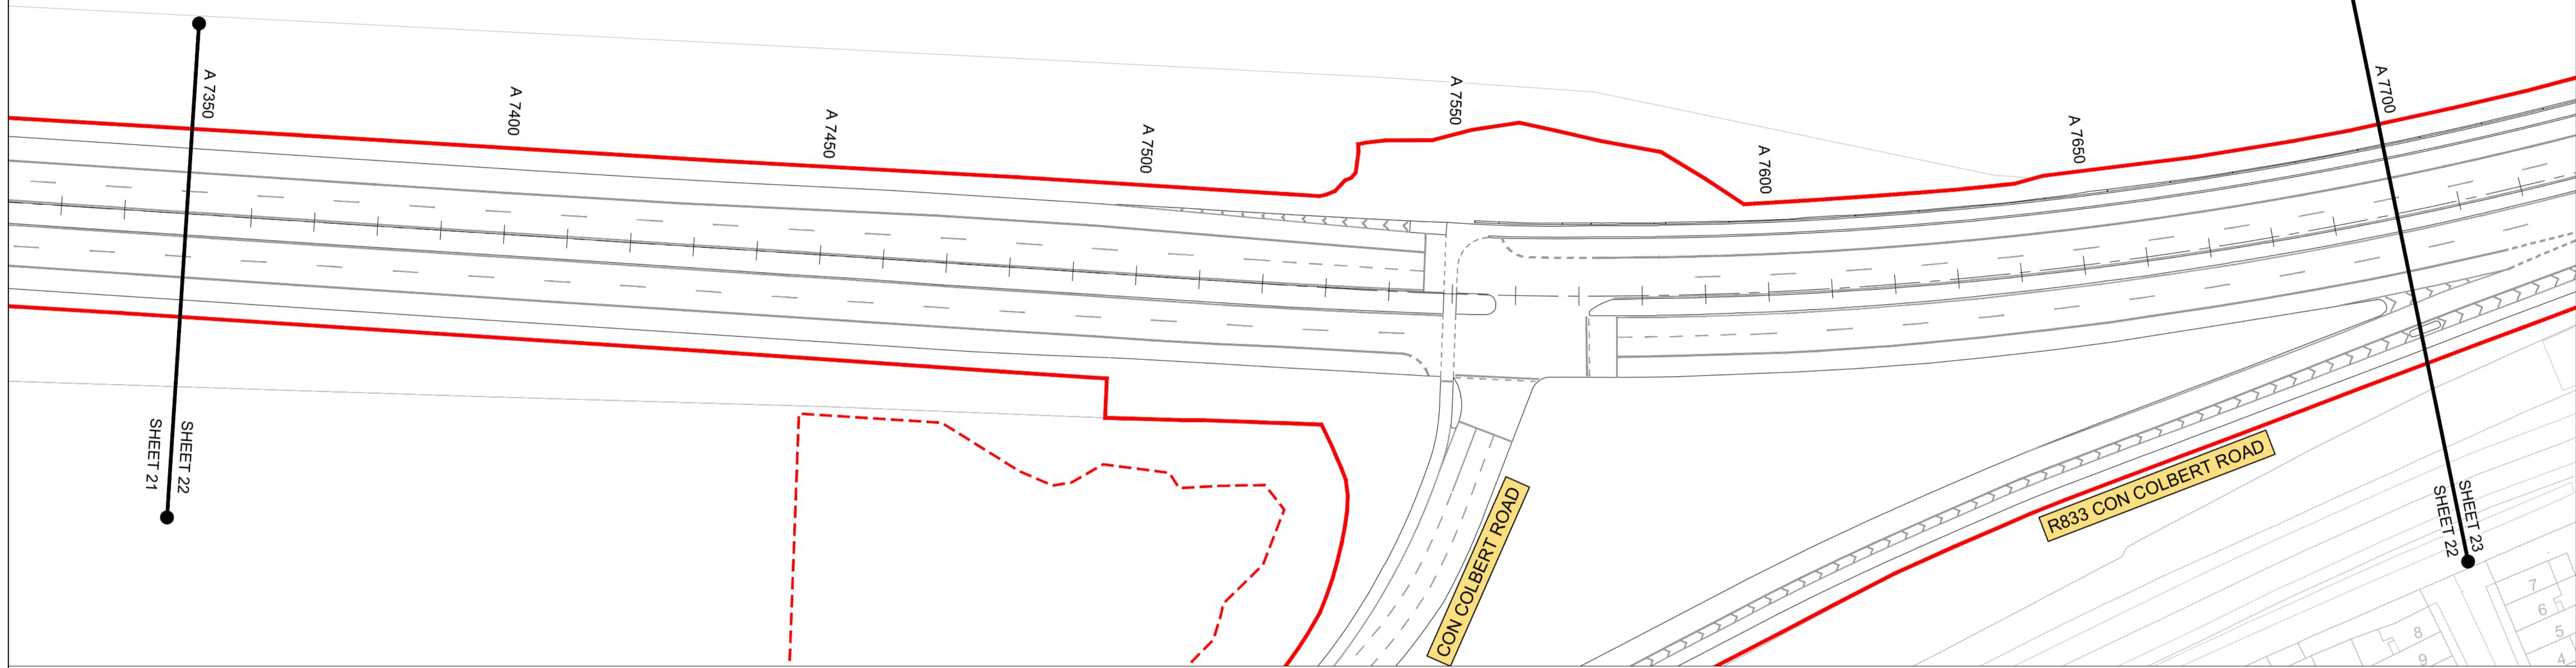 A 7350
A 7400
A 7450
A 7500
A 7550
A 7600
A 7650
A 7700
SHEET 21
SHEET 22
CON COLBERT ROAD
R833 CON COLBERT ROAD
SHEET 22
SHEET 23
7
6
5
4
8
9